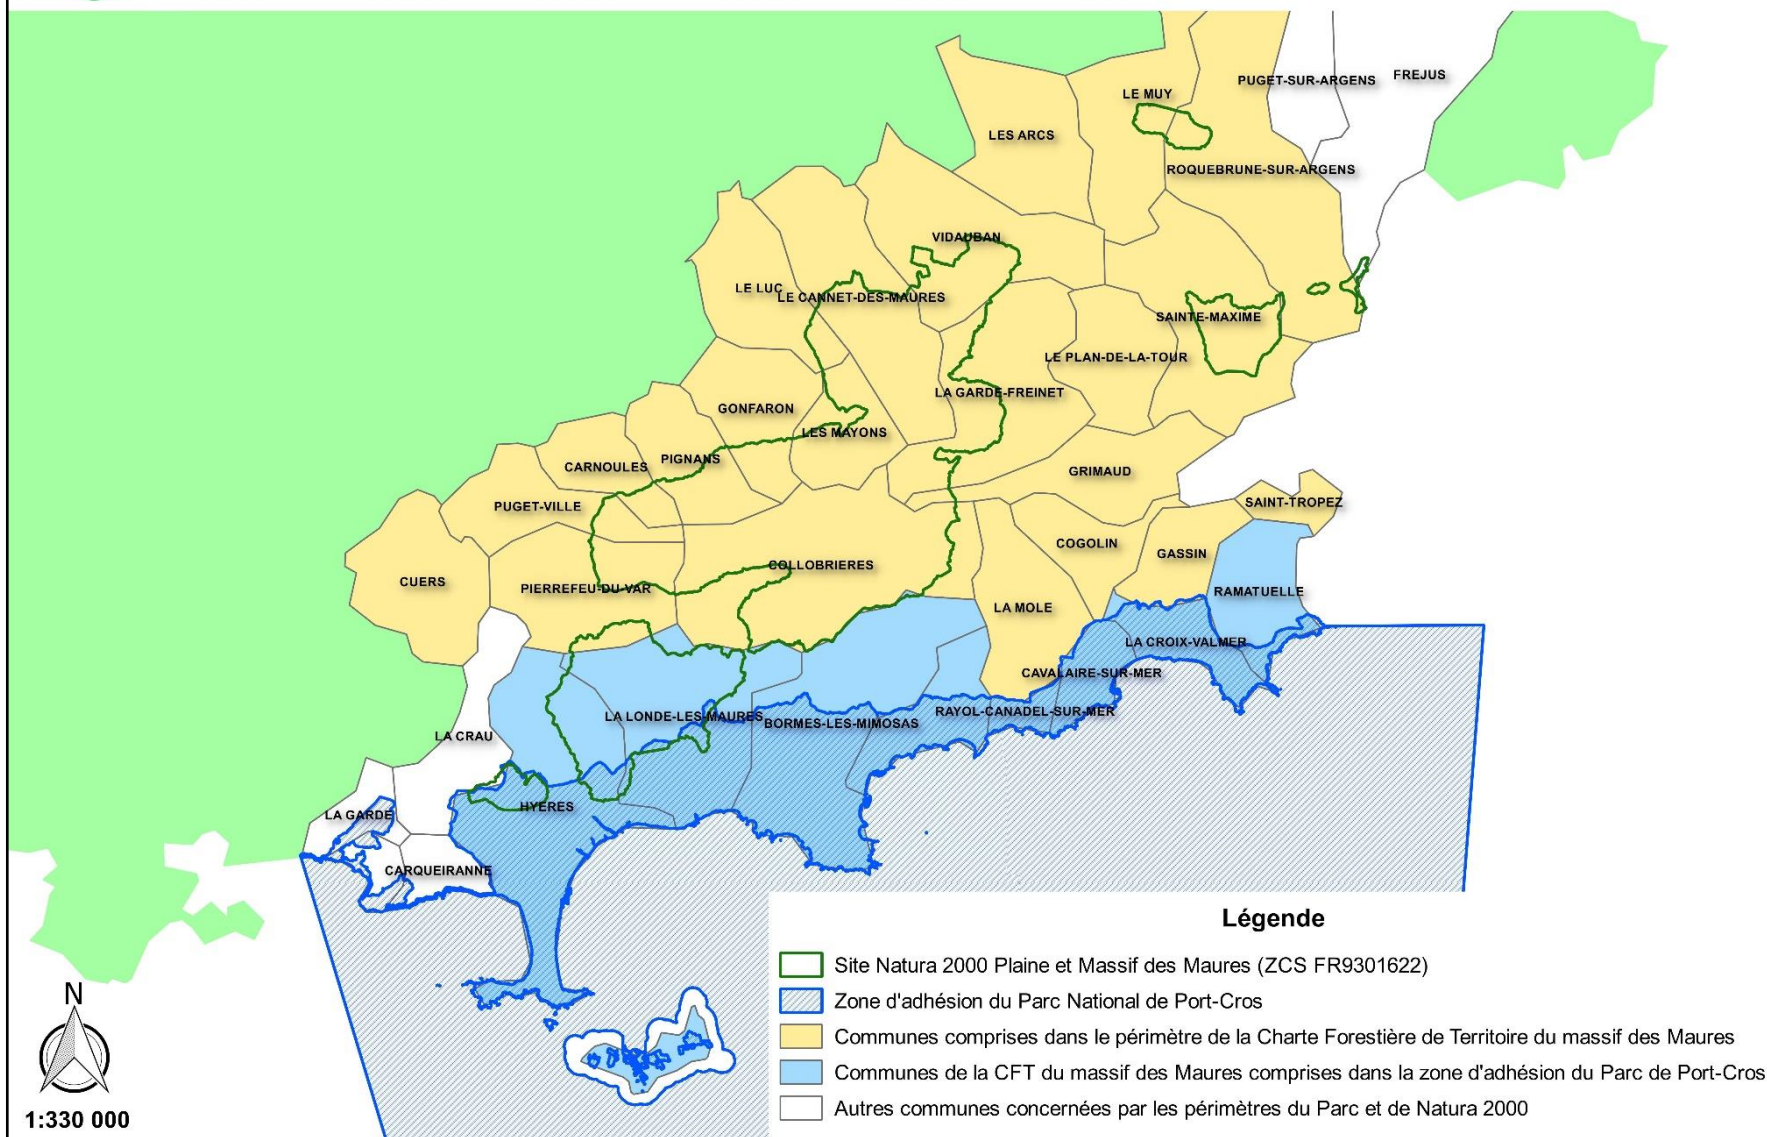 PUGET-SUR-ARGENS
FREJUS
LE MUY
LES ARCS
ROQUEBRUNE-SUR-ARGENS
VIDAUBAN
LE LUC
LE CANNET-DES-MAURES
SAINTE-MAXIME
LE PLAN-DE-LA-TOUR
LA GARDE-FREINET
GONFARON
LES MAYONS
PIGNANS
CARNOULES
GRIMAUD
PUGET-VILLE
SAINT-TROPEZ
COGOLIN
GASSIN
COLLOBRIERES
CUERS
PIERREFEU-DU-VAR
RAMATUELLE
LA MOLE
LA CROIX-VALMER
CAVALAIRE-SUR-MER
RAYOL-CANADEL-SUR-MER
LA LONDE-LES-MAURES
BORMES-LES-MIMOSAS
LA CRAU
HYERES
LA GARDE
CARQUEIRANNE
Légende
Site Natura 2000 Plaine et Massif des Maures (ZCS FR9301622)
Zone d'adhésion du Parc National de Port-Cros
Communes comprises dans le périmètre de la Charte Forestière de Territoire du massif des Maures
Communes de la CFT du massif des Maures comprises dans la zone d'adhésion du Parc de Port-Cros
Autres communes concernées par les périmètres du Parc et de Natura 2000
N
1:330 000